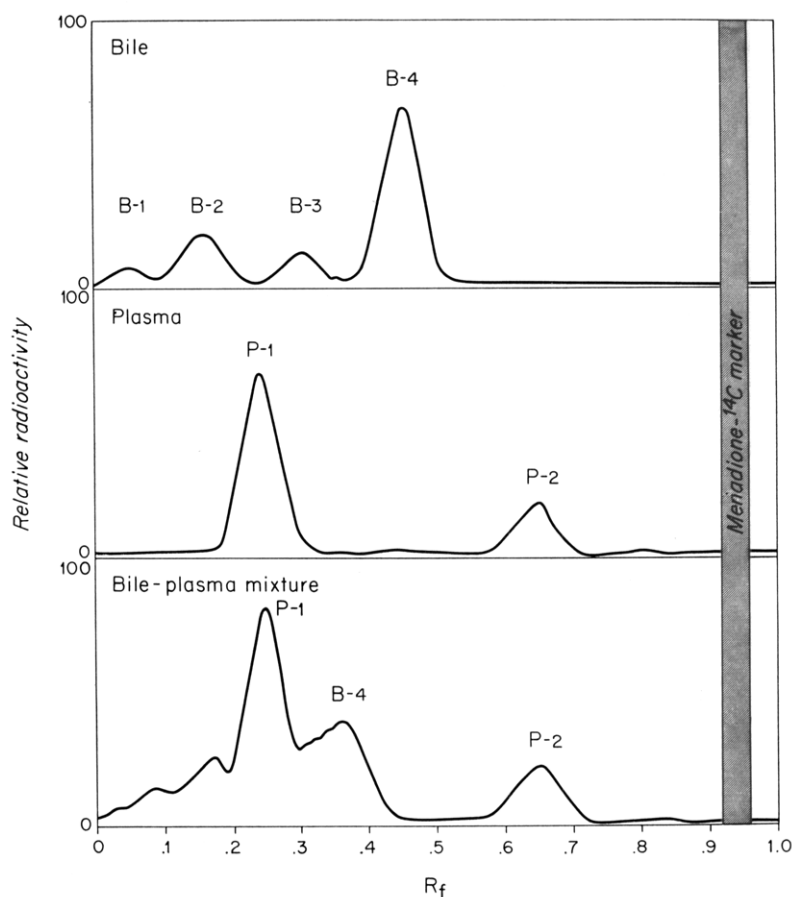 100
Bile
B-4
B-1
B-2
B-3
0
100
Plasma
P-1
P-2
0
100
Bile-plasma mixture
P-1
B-4
P-2
0
0 .1 .2 .3 .4 .5 .6 .7 .8 .9 1.0
Rf
Relative radioactivity
Menadione-¹⁴C marker